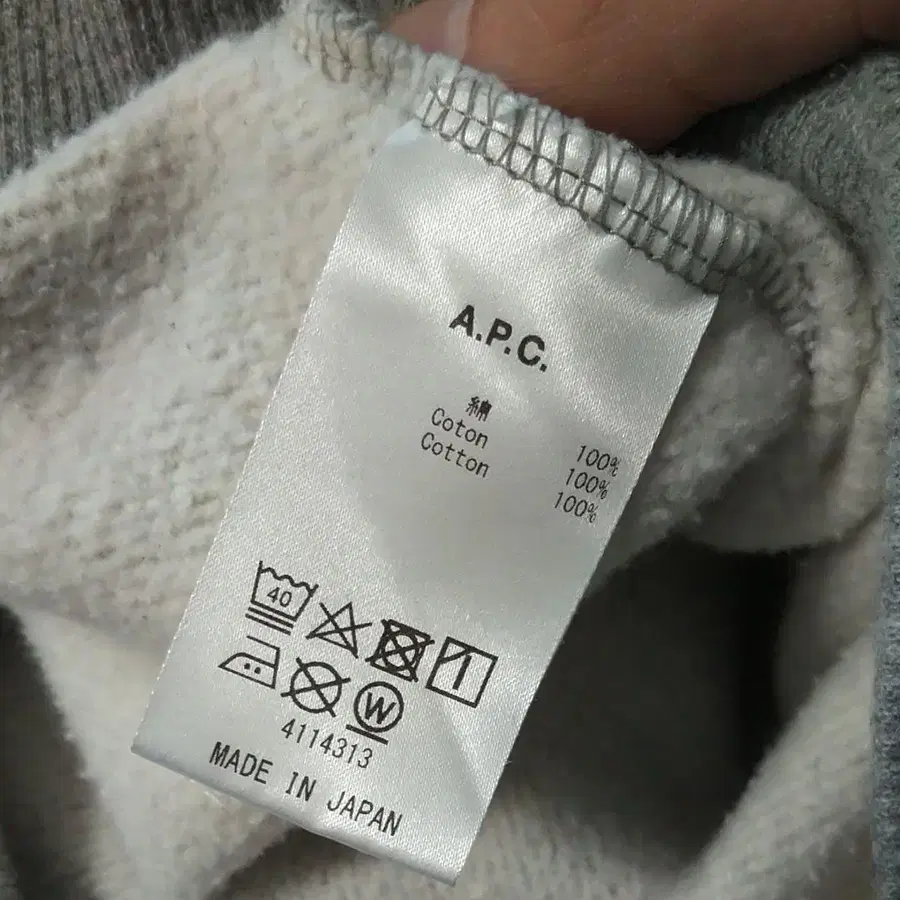 A.P.C.
綿 100%
Coton 100%
Cotton 100%
40
W
4114313
MADE IN JAPAN